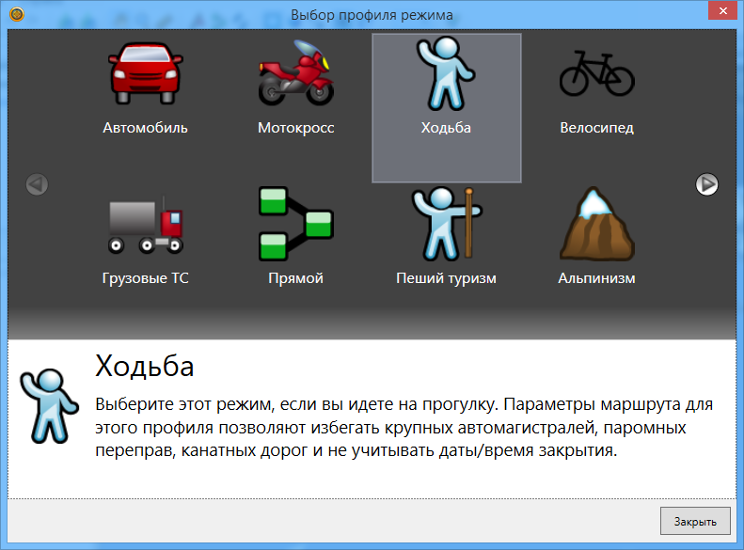 Выбор профиля режима
Автомобиль
Мотокросс
Ходьба
Велосипед
Грузовые ТС
Прямой
Пеший туризм
Альпинизм
Ходьба
Выберите этот режим, если вы идете на прогулку. Параметры маршрута для
этого профиля позволяют избегать крупных автомагистралей, паромных
переправ, канатных дорог и не учитывать даты/время закрытия.
Закрыть